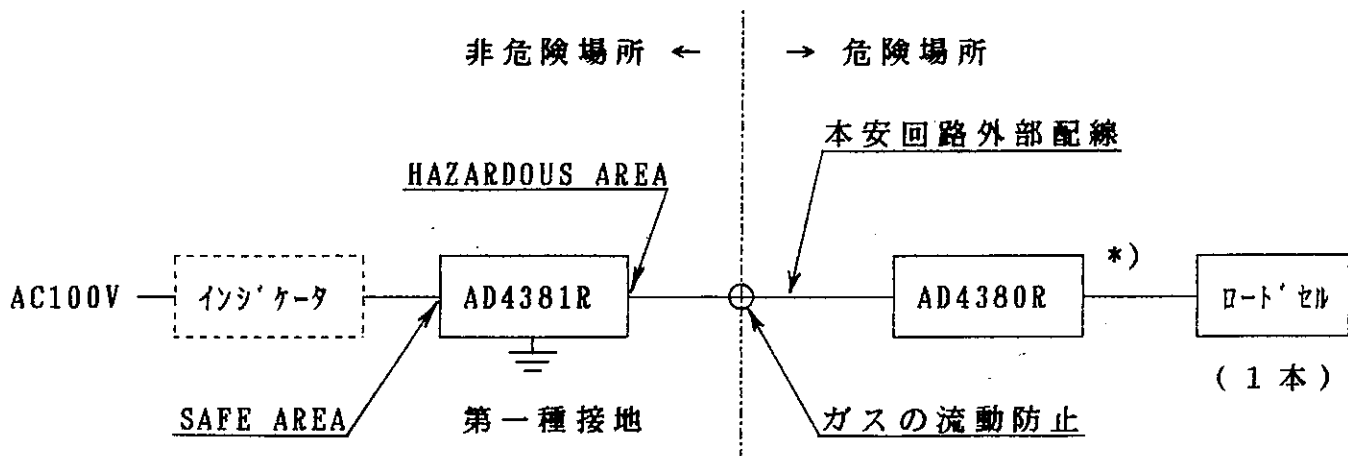 非危険場所 ← → 危険場所
本安回路外部配線
HAZARDOUS AREA
AC100V インジケータ AD4381R AD4380R *) ロードセル
(1本)
SAFE AREA 第一種接地 ガスの流動防止